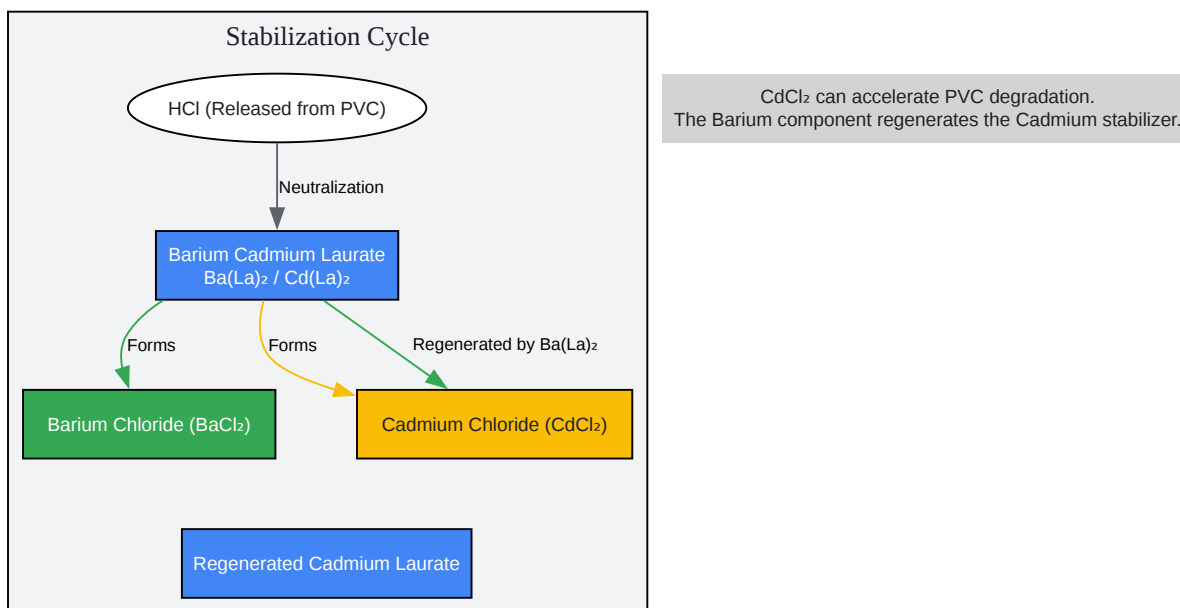 Stabilization Cycle
HCl (Released from PVC)
CdCl₂ can accelerate PVC degradation.
The Barium component regenerates the Cadmium stabilizer.
Neutralization
Barium Cadmium Laurate
Ba(La)₂ / Cd(La)₂
Forms
Forms
Regenerated by Ba(La)₂
Barium Chloride (BaCl₂)
Cadmium Chloride (CdCl₂)
Regenerated Cadmium Laurate